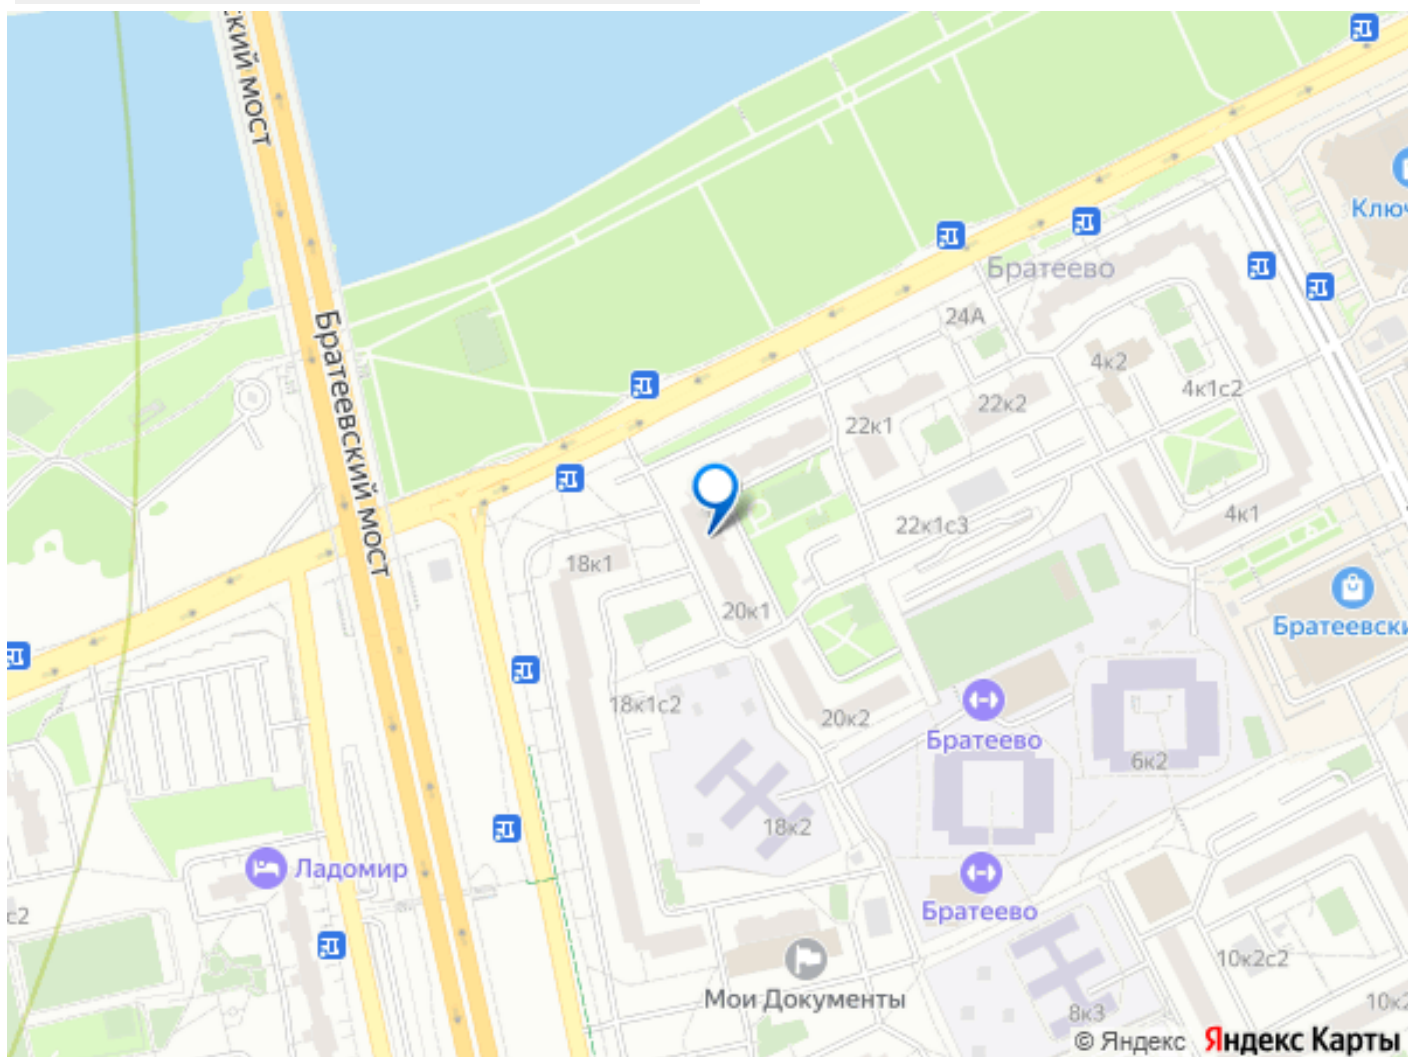 ский мост
Ключ
Братеево
24А
4к2
4к1с2
22к2
22к1
Братеевский мост
4к1
22к1с3
18к1
20к1
Братеевски
18к1с2
20к2
Братеево
6к2
18к2
Ладомир
Братеево
с2
10к2с2
Мои Документы
8к3
10к2
© Яндекс Яндекс Карты